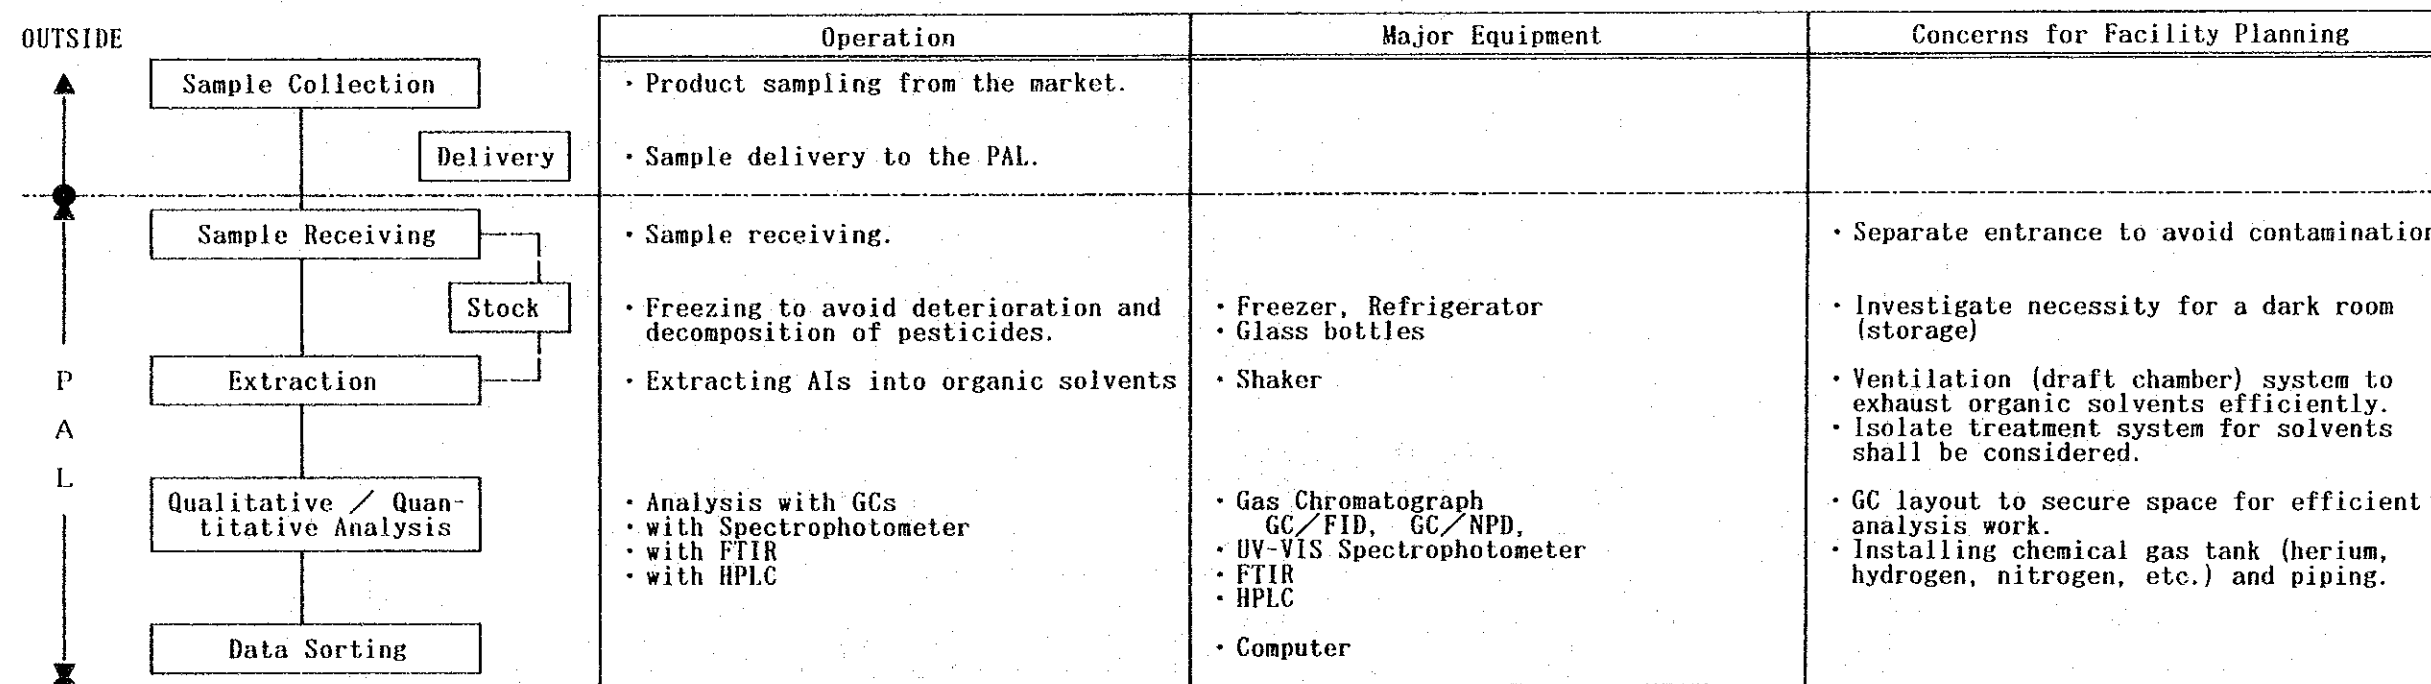 OUTSIDE
Operation
Major Equipment
Concerns for Facility Planning
Sample Collection
・Product sampling from the market.
Delivery
・Sample delivery to the PAL.
Sample Receiving
・Sample receiving.
・Separate entrance to avoid contamination
Stock
・Freezing to avoid deterioration and
decomposition of pesticides.
・Freezer, Refrigerator
・Glass bottles
・Investigate necessity for a dark room
(storage)
P
A
L
Extraction
・Extracting AIs into organic solvents
・Shaker
・Ventilation (draft chamber) system to
exhaust organic solvents efficiently.
・Isolate treatment system for solvents
shall be considered.
Qualitative / Quan-
titative Analysis
・Analysis with GCs
・with Spectrophotometer
・with FTIR
・with HPLC
・Gas Chromatograph
GC/FID, GC/NPD,
・UV-VIS Spectrophotometer
・FTIR
・HPLC
・GC layout to secure space for efficient
analysis work.
・Installing chemical gas tank (herium,
hydrogen, nitrogen, etc.) and piping.
Data Sorting
・Computer